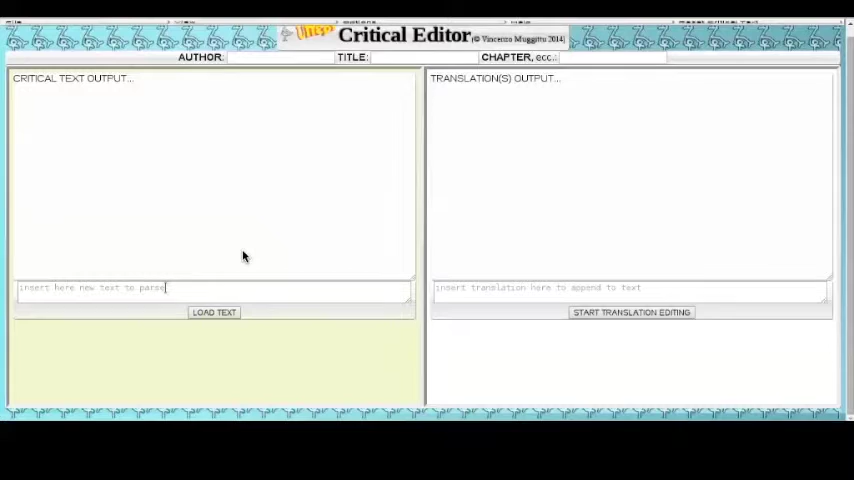 Critical Editor (© Vincenzo Muggittu 2014)
AUTHOR: TITLE: CHAPTER, ecc.:
CRITICAL TEXT OUTPUT...
TRANSLATION(S) OUTPUT...
insert here new text to parse
insert translation here to append to text
LOAD TEXT
START TRANSLATION EDITING